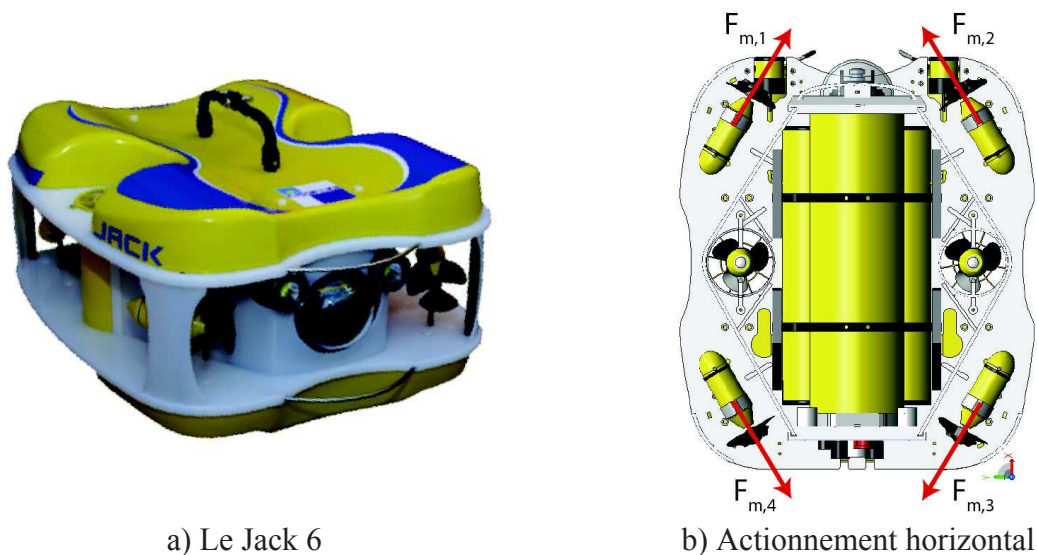 JACK
F_{m,1}
F_{m,2}
F_{m,4}
F_{m,3}
X
Y
a) Le Jack 6
b) Actionnement horizontal